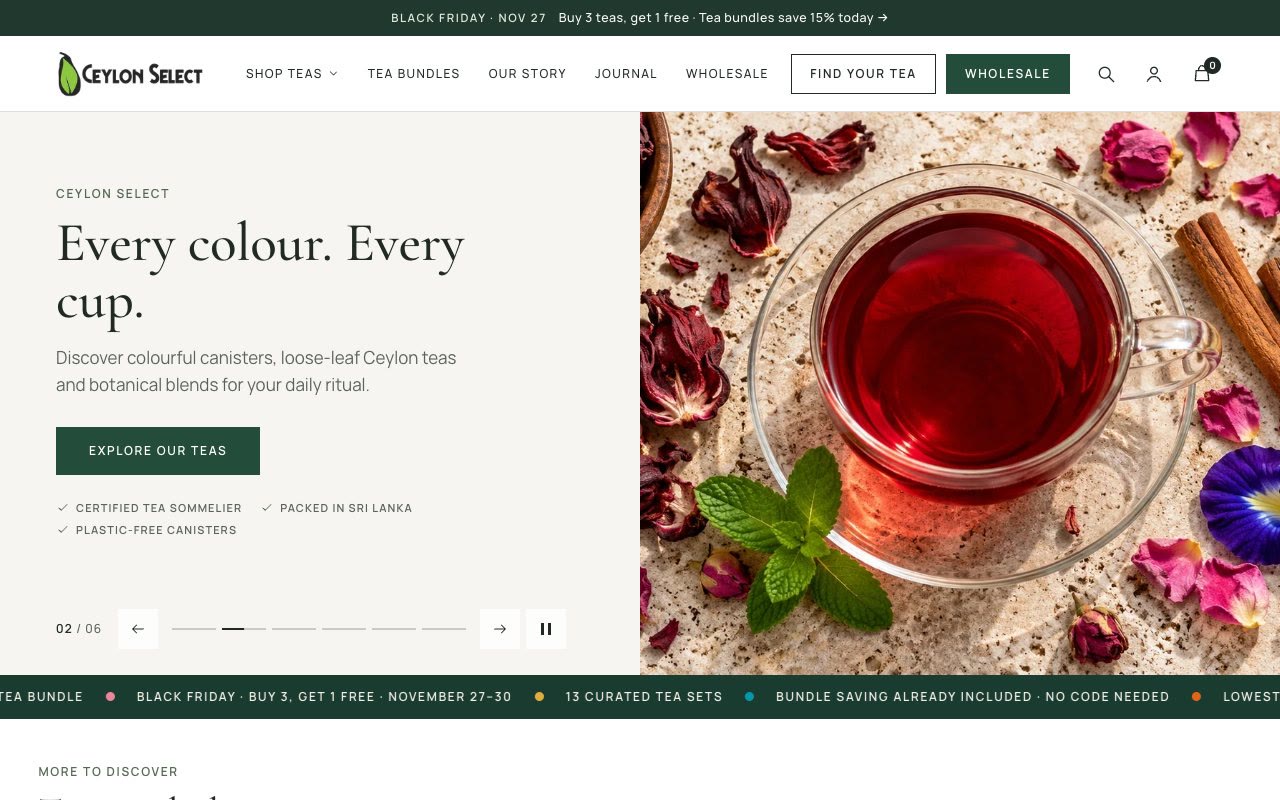 BLACK FRIDAY · NOV 27 Buy 3 teas, get 1 free · Tea bundles save 15% today →
CEYLON SELECT
SHOP TEAS
TEA BUNDLES
OUR STORY
JOURNAL
WHOLESALE
FIND YOUR TEA
WHOLESALE
0
CEYLON SELECT
Every colour. Every
cup.
Discover colourful canisters, loose-leaf Ceylon teas
and botanical blends for your daily ritual.
EXPLORE OUR TEAS
CERTIFIED TEA SOMMELIER
PACKED IN SRI LANKA
PLASTIC-FREE CANISTERS
02 / 06
TEA BUNDLE
BLACK FRIDAY · BUY 3, GET 1 FREE · NOVEMBER 27–30
13 CURATED TEA SETS
BUNDLE SAVING ALREADY INCLUDED · NO CODE NEEDED
LOWEST
MORE TO DISCOVER